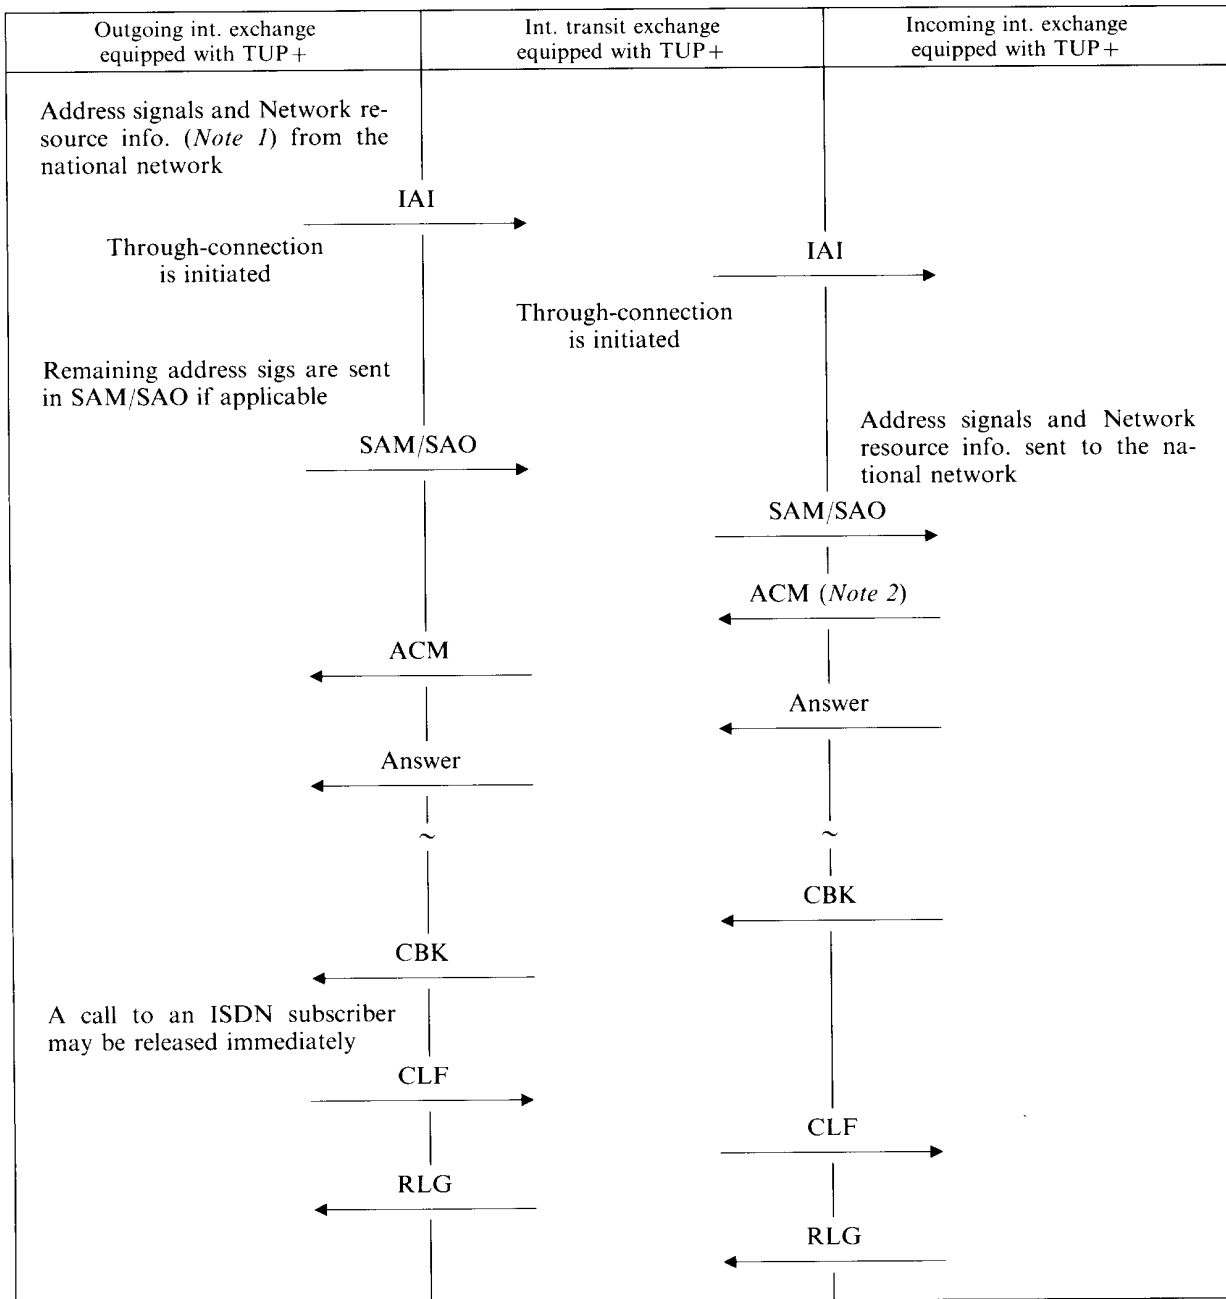 Outgoing int. exchange
equipped with TUP+
Int. transit exchange
equipped with TUP+
Incoming int. exchange
equipped with TUP+
Address signals and Network re-
source info. (Note 1) from the
national network
IAI
Through-connection
is initiated
IAI
Through-connection
is initiated
Remaining address sigs are sent
in SAM/SAO if applicable
SAM/SAO
Address signals and Network
resource info. sent to the na-
tional network
SAM/SAO
ACM (Note 2)
ACM
Answer
Answer
~
~
CBK
CBK
A call to an ISDN subscriber
may be released immediately
CLF
CLF
RLG
RLG